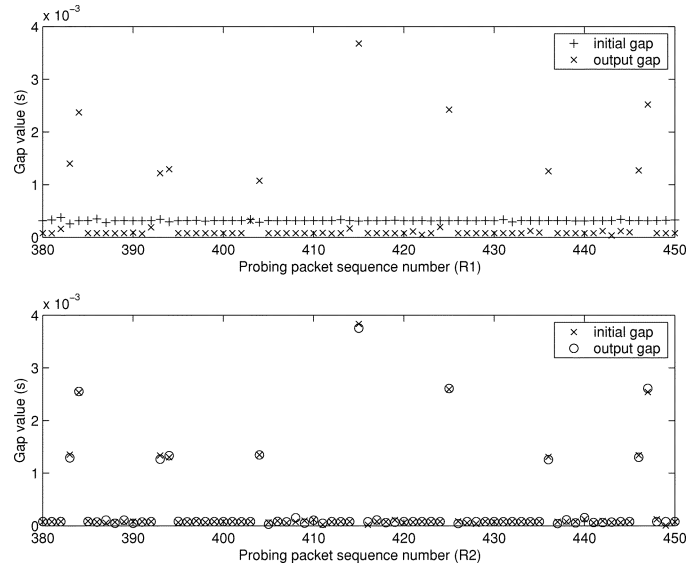 x 10⁻³
4
3
2
1
0
Gap value (s)
+ initial gap
× output gap
380 390 400 410 420 430 440 450
Probing packet sequence number (R1)
x 10⁻³
4
3
2
1
0
Gap value (s)
× initial gap
○ output gap
380 390 400 410 420 430 440 450
Probing packet sequence number (R2)